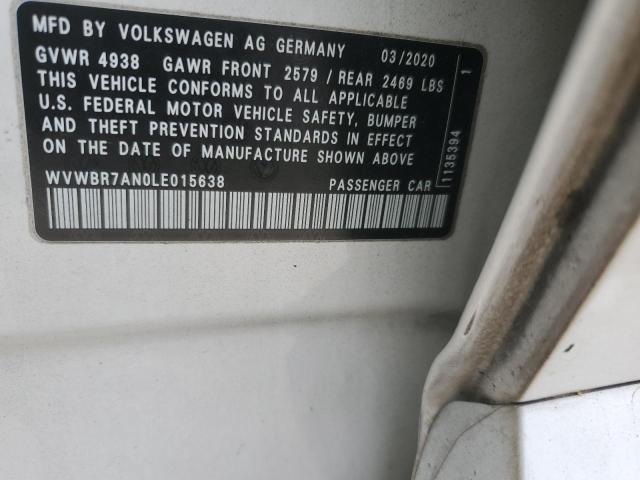 MFD BY VOLKSWAGEN AG GERMANY 03/2020
GVWR 4938 GAWR FRONT 2579 / REAR 2469 LBS
THIS VEHICLE CONFORMS TO ALL APPLICABLE
U.S. FEDERAL MOTOR VEHICLE SAFETY, BUMPER
AND THEFT PREVENTION STANDARDS IN EFFECT
ON THE DATE OF MANUFACTURE SHOWN ABOVE
WVWBR7AN0LE015638 PASSENGER CAR
1135394 1